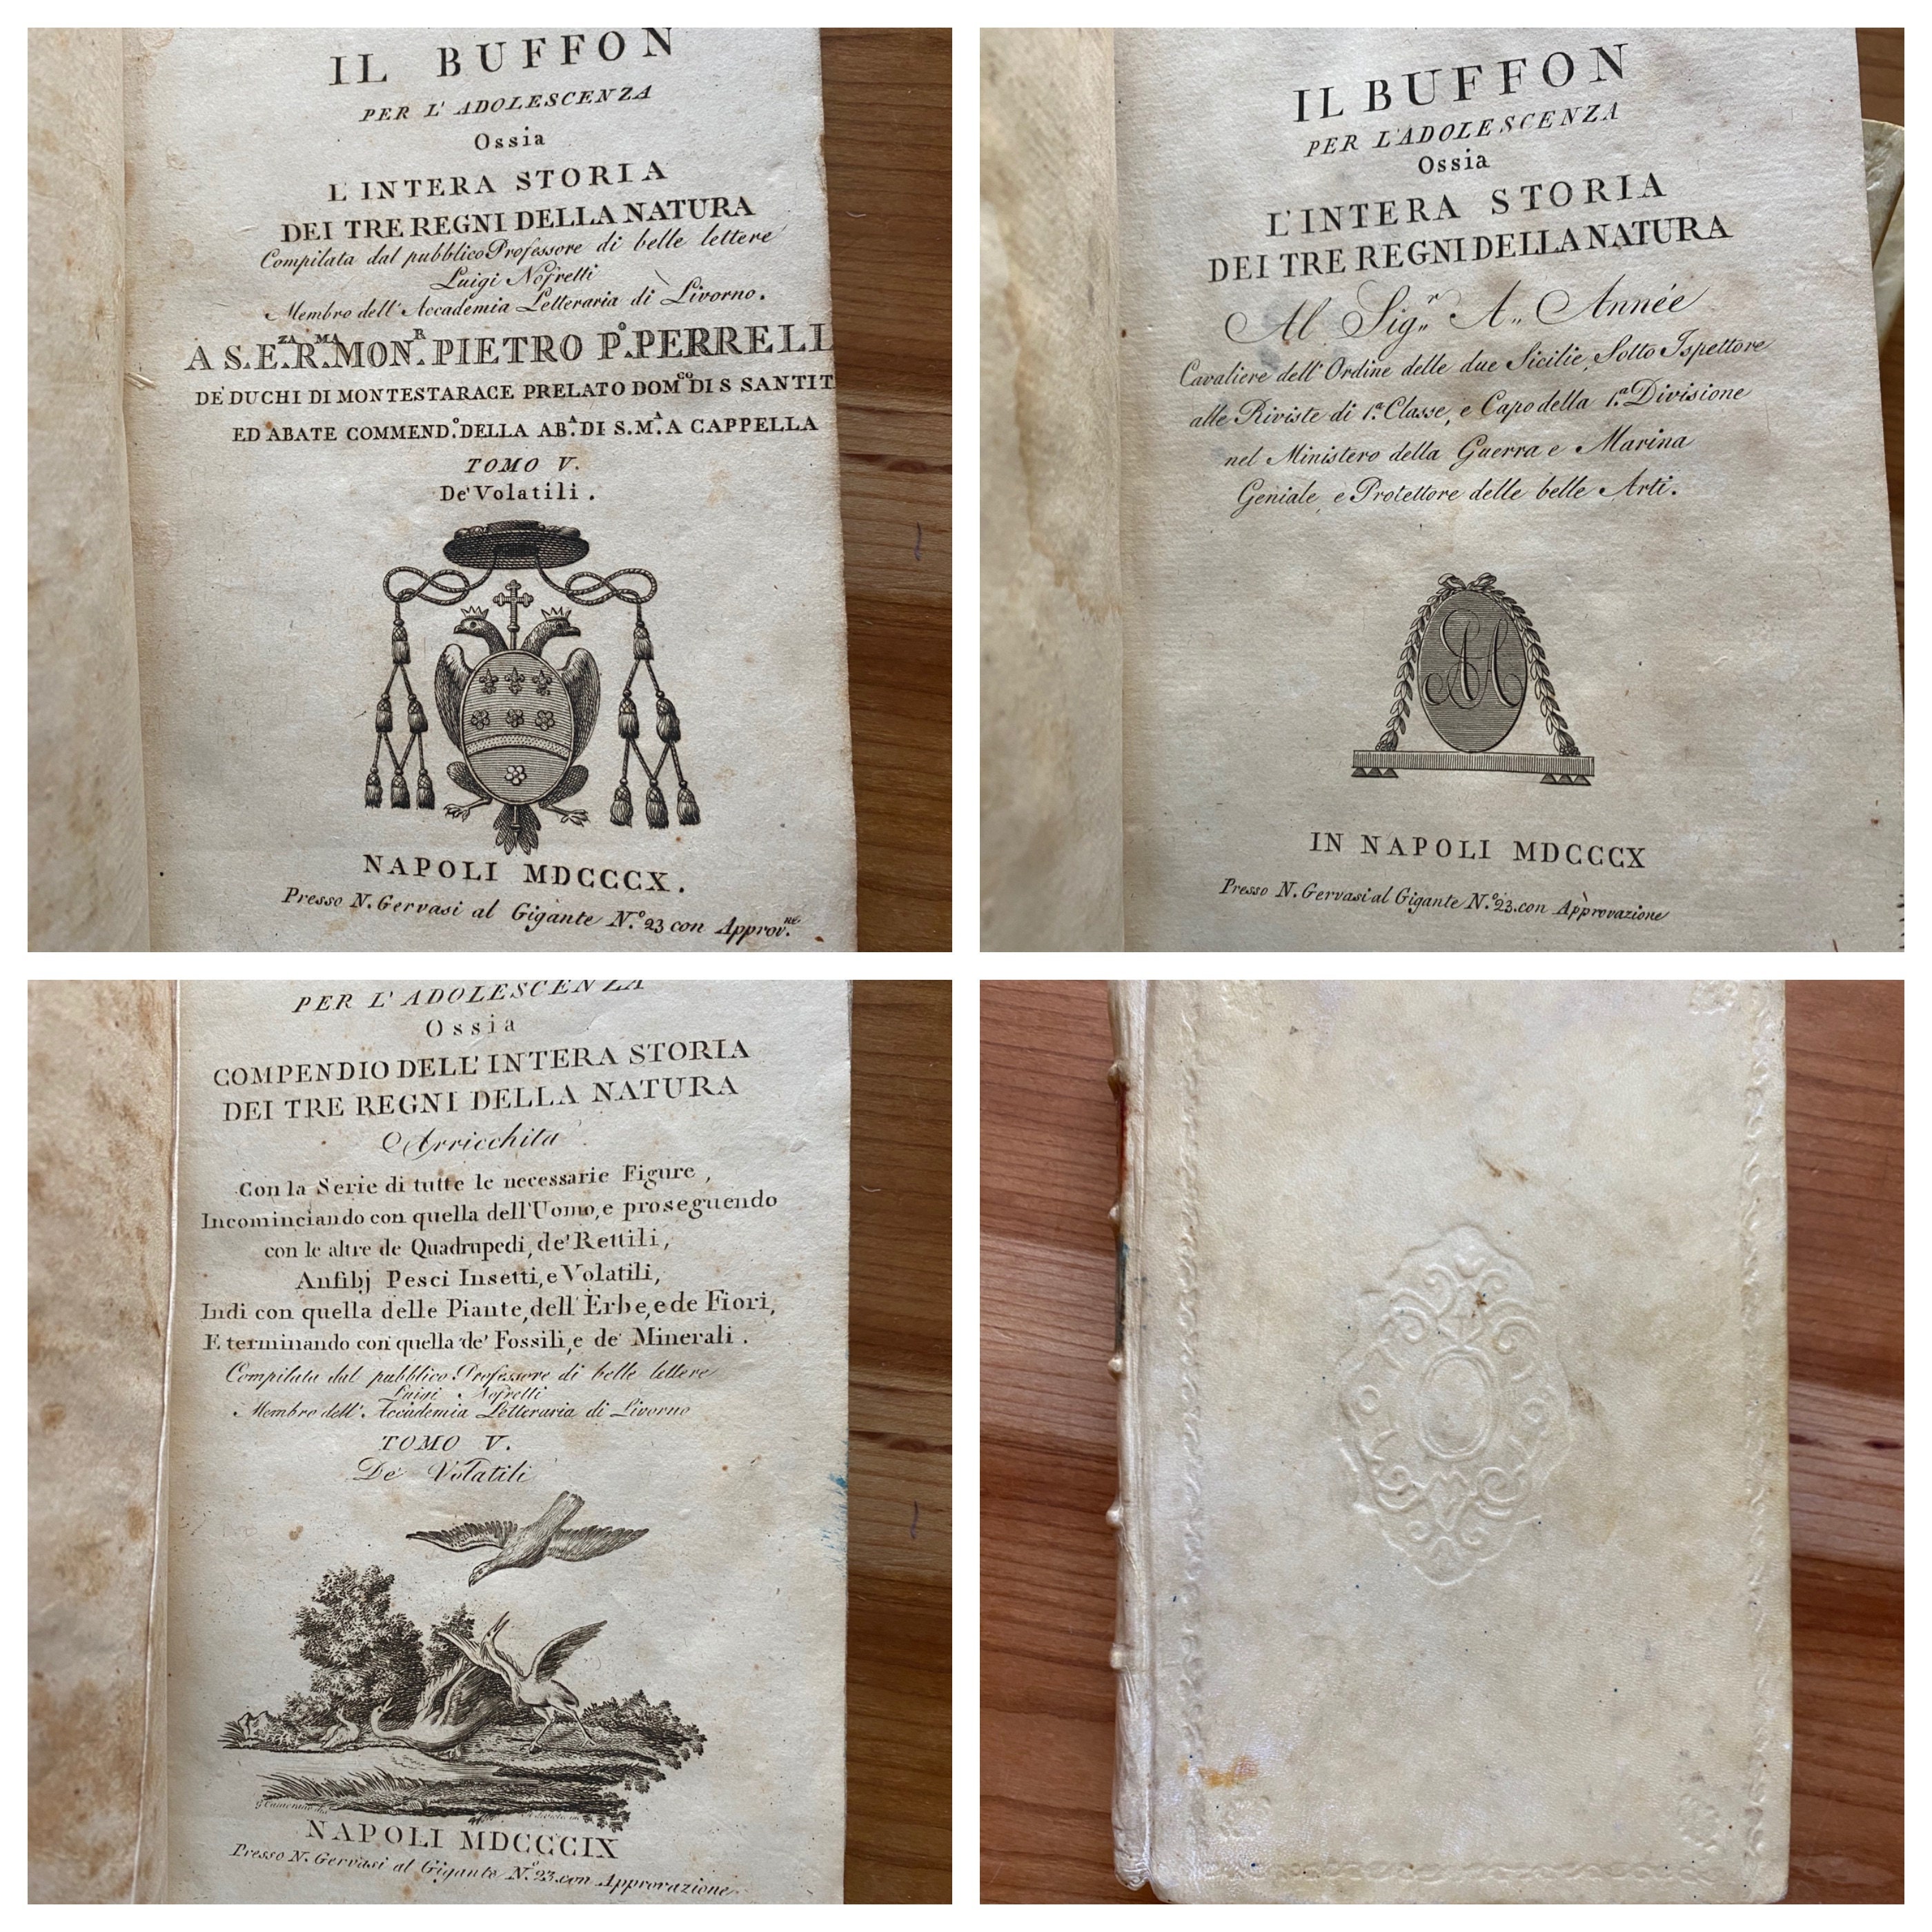 IL BUFFON
PER L' ADOLESCENZA
Ossia
L' INTERA STORIA
DEI TRE REGNI DELLA NATURA
Compilata dal pubblico Professore di belle lettere
Luigi Nofretti
Membro dell' Accademia Letteraria di Livorno.
A S.E.ZA R.MA MON.R PIETRO P.o PERRELL
DE' DUCHI DI MONTESTARACE PRELATO DOM.CO DI S SANTIT
ED ABATE COMMEND.o DELLA AB.A DI S.M.A A CAPPELLA
TOMO V.
De' Volatili.
NAPOLI MDCCCX.
Presso N. Gervasi al Gigante N.o 23 con Approv.ne
IL BUFFON
PER L'ADOLESCENZA
Ossia
L'INTERA STORIA
DEI TRE REGNI DELLA NATURA
Al Sig.r A. Année
Cavaliere dell' Ordine delle due Sicilie, Sotto Ispettore
alle Riviste di 1.a Classe, e Capo della 1.a Divisione
nel Ministero della Guerra e Marina
Geniale, e Protettore delle belle Arti.
AA
IN NAPOLI MDCCCX
Presso N. Gervasi al Gigante N.o 23. con Approvazione
PER L' ADOLESCENZA
Ossia
COMPENDIO DELL' INTERA STORIA
DEI TRE REGNI DELLA NATURA
Arricchita
Con la Serie di tutte le necessarie Figure,
Incominciando con quella dell'Uomo, e proseguendo
con le altre de Quadrupedi, de' Rettili,
Anfibj Pesci Insetti, e Volatili,
Indi con quella delle Piante, dell' Erbe, e de Fiori,
E terminando con quella de' Fossili, e de' Minerali.
Compilata dal pubblico Professore di belle lettere
Luigi Nofretti
Membro dell' Accademia Letteraria di Livorno
TOMO V.
De' Volatili
NAPOLI MDCCCIX
Presso N. Gervasi al Gigante N.o 23. con Approvazione